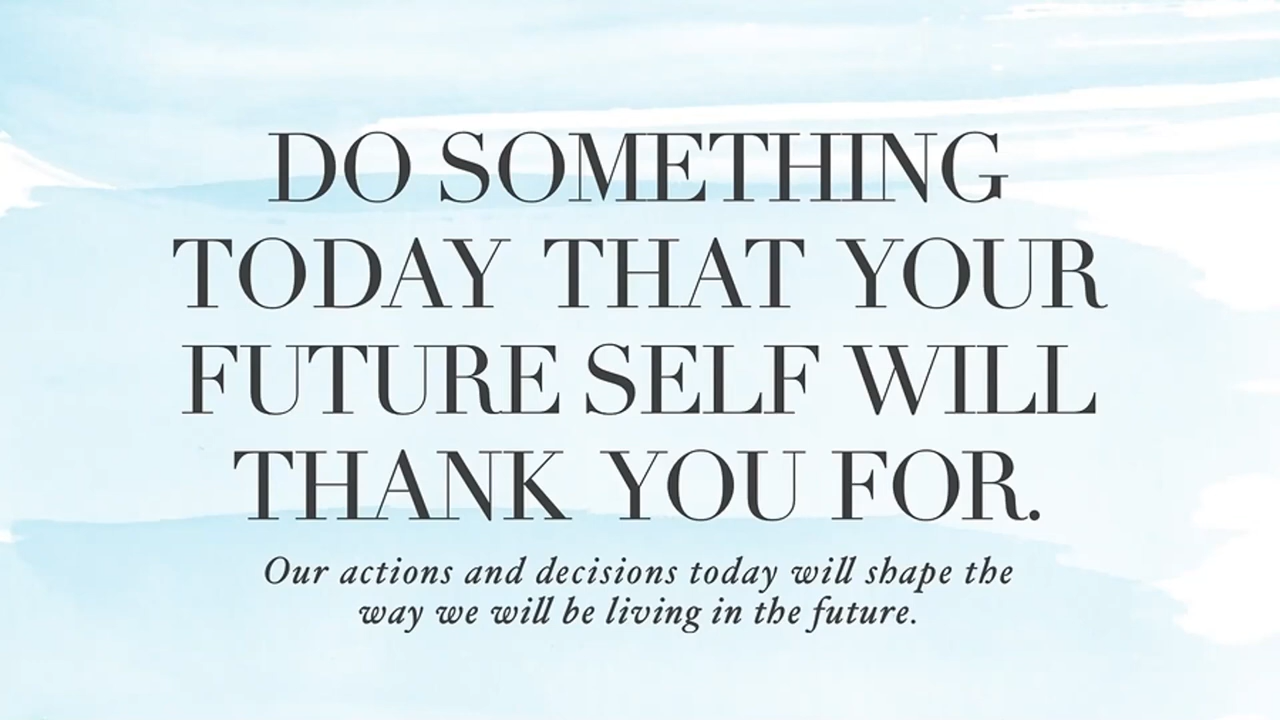 DO SOMETHING
TODAY THAT YOUR
FUTURE SELF WILL
THANK YOU FOR.
Our actions and decisions today will shape the
way we will be living in the future.